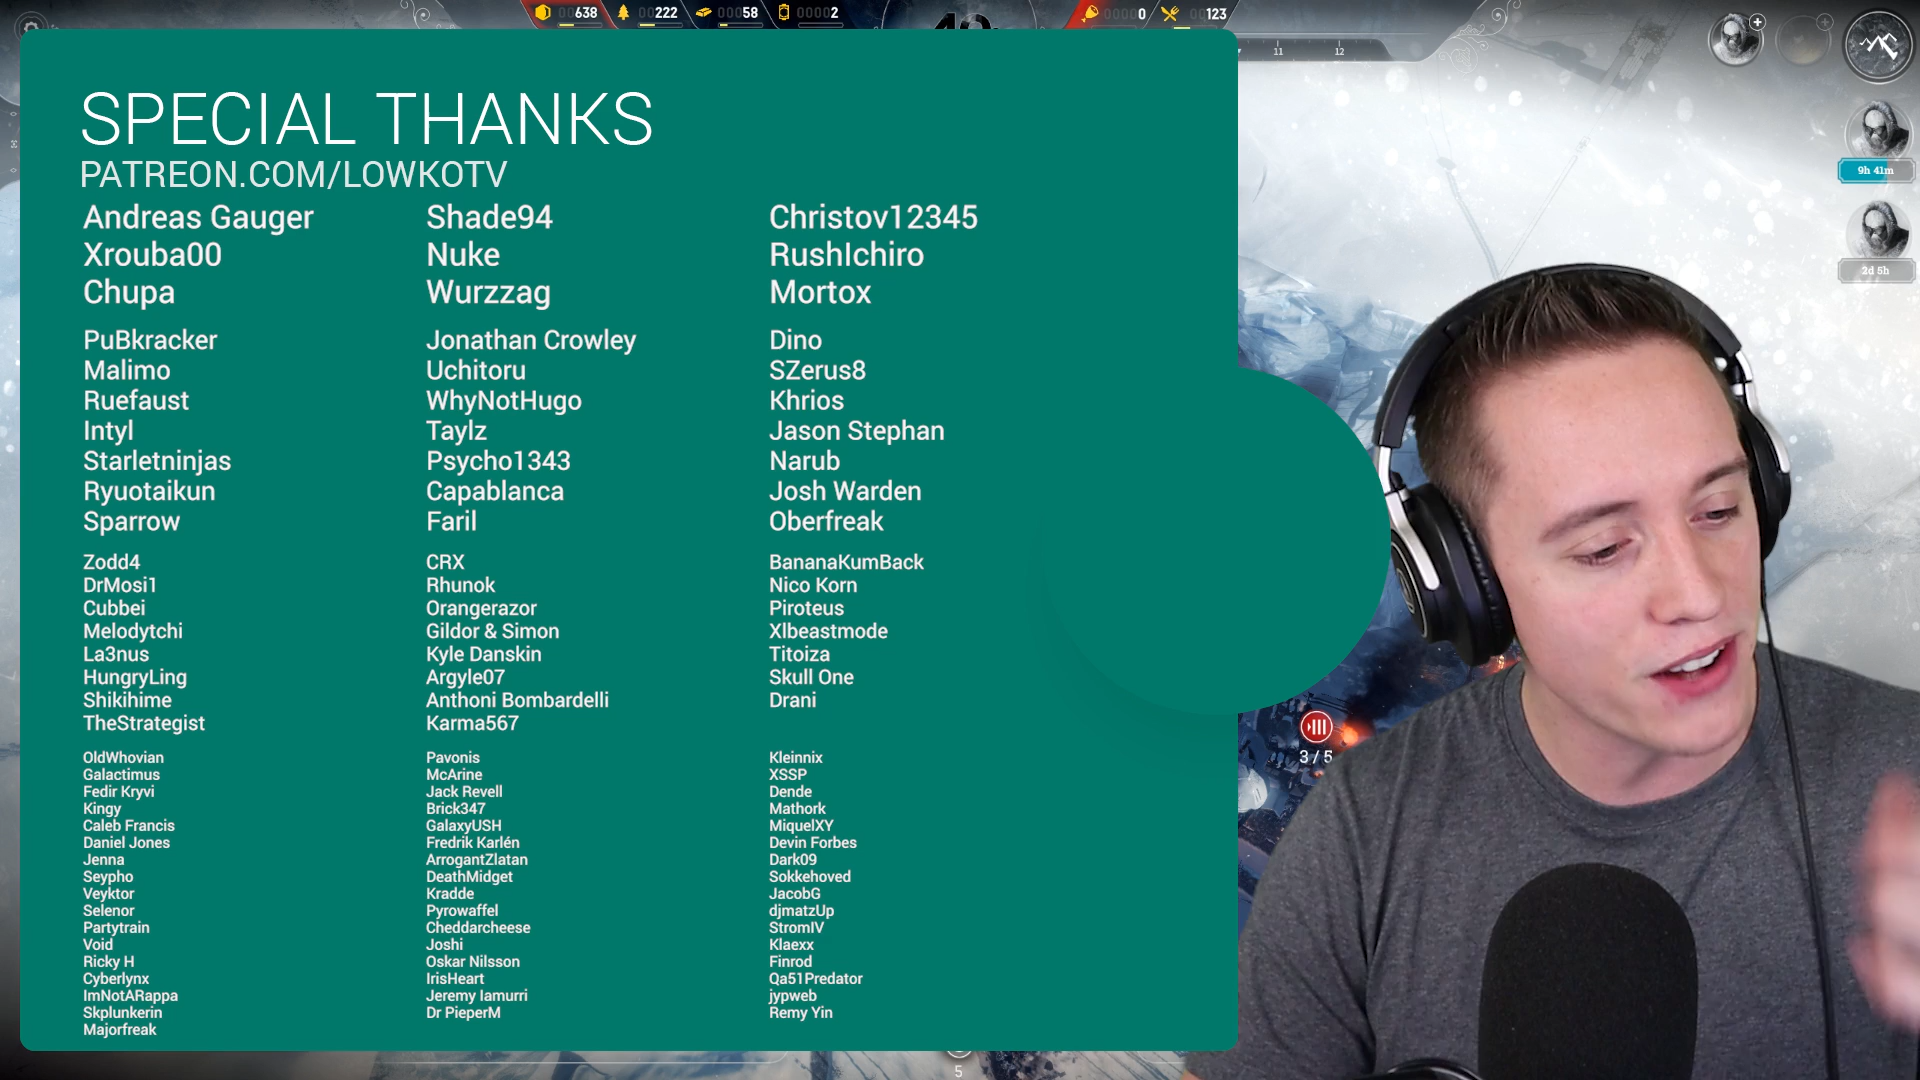 638
222
58
2
0
123
11
12
9h 41m
2d 5h
SPECIAL THANKS
PATREON.COM/LOWKOTV
Andreas Gauger
Xrouba00
Chupa
Shade94
Nuke
Wurzzag
Christov12345
RushIchiro
Mortox
PuBkracker
Malimo
Ruefaust
Intyl
Starletninjas
Ryuotaikun
Sparrow
Jonathan Crowley
Uchitoru
WhyNotHugo
Taylz
Psycho1343
Capablanca
Faril
Dino
SZerus8
Khrios
Jason Stephan
Narub
Josh Warden
Oberfreak
Zodd4
DrMosi1
Cubbei
Melodytchi
La3nus
HungryLing
Shikihime
TheStrategist
CRX
Rhunok
Orangerazor
Gildor & Simon
Kyle Danskin
Argyle07
Anthoni Bombardelli
Karma567
BananaKumBack
Nico Korn
Piroteus
Xlbeastmode
Titoiza
Skull One
Drani
OldWhovian
Galactimus
Fedir Kryvi
Kingy
Caleb Francis
Daniel Jones
Jenna
Seypho
Veyktor
Selenor
Partytrain
Void
Ricky H
Cyberlynx
ImNotARappa
Skplunkerin
Majorfreak
Pavonis
McArine
Jack Revell
Brick347
GalaxyUSH
Fredrik Karlén
ArrogantZlatan
DeathMidget
Kradde
Pyrowaffel
Cheddarcheese
Joshi
Oskar Nilsson
IrisHeart
Jeremy Iamurri
Dr PieperM
Kleinnix
XSSP
Dende
Mathork
MiquelXY
Devin Forbes
Dark09
Sokkehoved
JacobG
djmatzUp
StromIV
Klaexx
Finrod
Qa51Predator
jypweb
Remy Yin
3 / 5
5